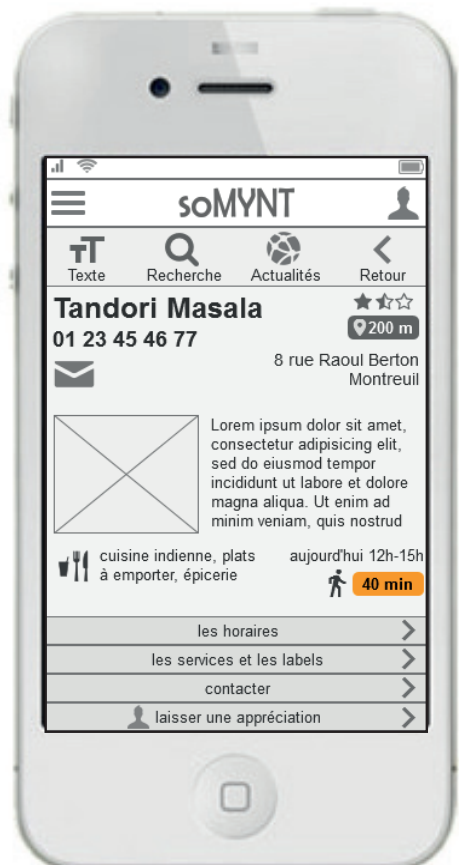 soMYNT
Texte
Recherche
Actualités
Retour
Tandori Masala
01 23 45 46 77
200 m
8 rue Raoul Berton
Montreuil
Lorem ipsum dolor sit amet,
consectetur adipisicing elit,
sed do eiusmod tempor
incididunt ut labore et dolore
magna aliqua. Ut enim ad
minim veniam, quis nostrud
cuisine indienne, plats
à emporter, épicerie
aujourd'hui 12h-15h
40 min
les horaires
les services et les labels
contacter
laisser une appréciation